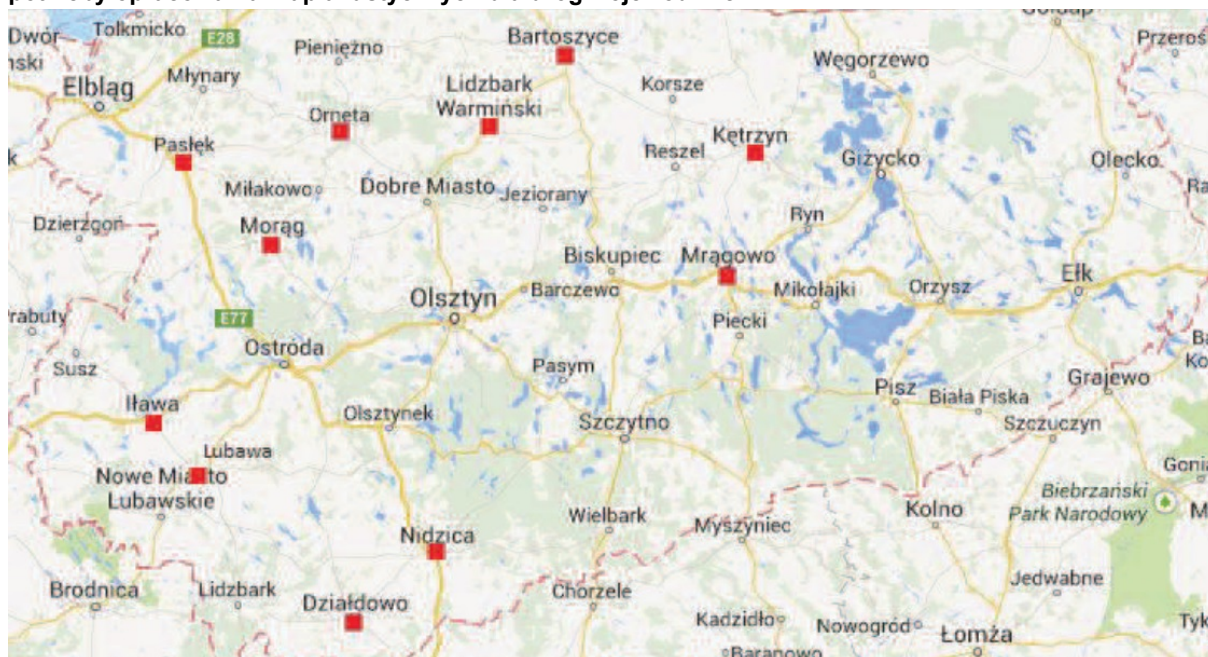 Tolkmicko
Gołdap
Dwór
E28
Pieniężno
Bartoszyce
Węgorzewo
Młynary
Elbląg
Lidzbark
Warmiński
Korsze
Orneta
Kętrzyn
Pasłęk
Reszel
Giżycko
Olecko
Miłakowo
Dobre Miasto
Jeziorany
Dzierzgoń
Morąg
Ryn
Biskupiec
Mrągowo
Ełk
Olsztyn
Barczewo
Mikołajki
Orzysz
E77
Piecki
Ostróda
Susz
Pasym
Pisz
Biała Piska
Grajewo
Iława
Olsztynek
Szczytno
Szczuczyn
Lubawa
Nowe Miasto
Lubawskie
Biebrzański
Park Narodowy
Wielbark
Myszyniec
Kolno
Nidzica
Brodnica
Lidzbark
Działdowo
Chorzele
Jedwabne
Kadzidło
Nowogród
Łomża
Baranowo